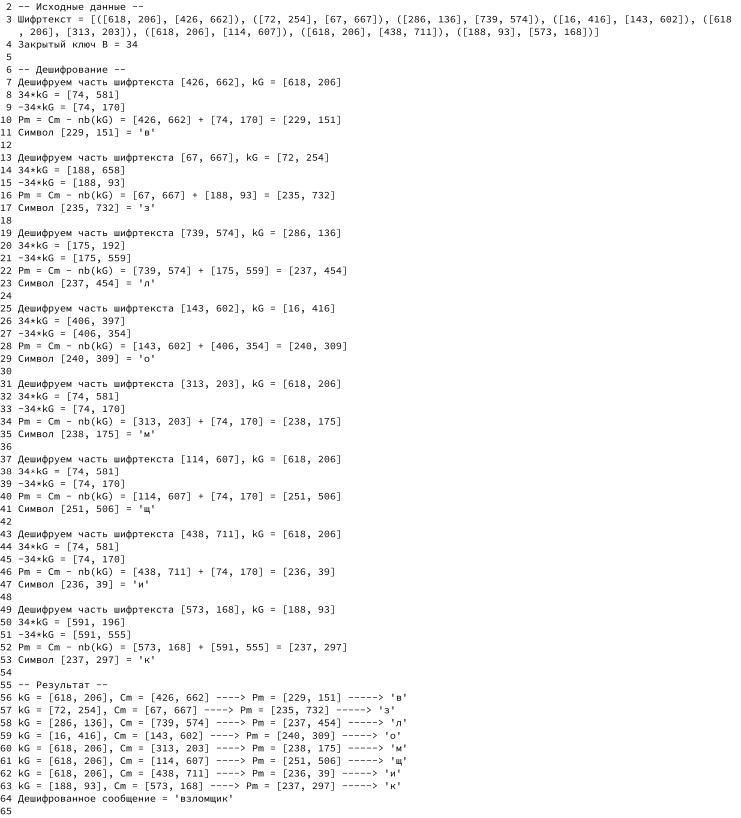 2 -- Исходные данные --
3 Шифртекст = [([618, 206], [426, 662]), ([72, 254], [67, 667]), ([286, 136], [739, 574]), ([16, 416], [143, 602]), ([618
, 206], [313, 203]), ([618, 206], [114, 607]), ([618, 206], [438, 711]), ([188, 93], [573, 168])]
4 Закрытый ключ B = 34
5
6 -- Дешифрование --
7 Дешифруем часть шифртекста [426, 662], kG = [618, 206]
8 34*kG = [74, 581]
9 -34*kG = [74, 170]
10 Pm = Cm - nb(kG) = [426, 662] + [74, 170] = [229, 151]
11 Символ [229, 151] = 'в'
12
13 Дешифруем часть шифртекста [67, 667], kG = [72, 254]
14 34*kG = [188, 658]
15 -34*kG = [188, 93]
16 Pm = Cm - nb(kG) = [67, 667] + [188, 93] = [235, 732]
17 Символ [235, 732] = 'з'
18
19 Дешифруем часть шифртекста [739, 574], kG = [286, 136]
20 34*kG = [175, 192]
21 -34*kG = [175, 559]
22 Pm = Cm - nb(kG) = [739, 574] + [175, 559] = [237, 454]
23 Символ [237, 454] = 'л'
24
25 Дешифруем часть шифртекста [143, 602], kG = [16, 416]
26 34*kG = [406, 397]
27 -34*kG = [406, 354]
28 Pm = Cm - nb(kG) = [143, 602] + [406, 354] = [240, 309]
29 Символ [240, 309] = 'о'
30
31 Дешифруем часть шифртекста [313, 203], kG = [618, 206]
32 34*kG = [74, 581]
33 -34*kG = [74, 170]
34 Pm = Cm - nb(kG) = [313, 203] + [74, 170] = [238, 175]
35 Символ [238, 175] = 'м'
36
37 Дешифруем часть шифртекста [114, 607], kG = [618, 206]
38 34*kG = [74, 581]
39 -34*kG = [74, 170]
40 Pm = Cm - nb(kG) = [114, 607] + [74, 170] = [251, 506]
41 Символ [251, 506] = 'щ'
42
43 Дешифруем часть шифртекста [438, 711], kG = [618, 206]
44 34*kG = [74, 581]
45 -34*kG = [74, 170]
46 Pm = Cm - nb(kG) = [438, 711] + [74, 170] = [236, 39]
47 Символ [236, 39] = 'и'
48
49 Дешифруем часть шифртекста [573, 168], kG = [188, 93]
50 34*kG = [591, 196]
51 -34*kG = [591, 555]
52 Pm = Cm - nb(kG) = [573, 168] + [591, 555] = [237, 297]
53 Символ [237, 297] = 'к'
54
55 -- Результат --
56 kG = [618, 206], Cm = [426, 662] ----> Pm = [229, 151] -----> 'в'
57 kG = [72, 254], Cm = [67, 667] ----> Pm = [235, 732] -----> 'з'
58 kG = [286, 136], Cm = [739, 574] ----> Pm = [237, 454] -----> 'л'
59 kG = [16, 416], Cm = [143, 602] ----> Pm = [240, 309] -----> 'о'
60 kG = [618, 206], Cm = [313, 203] ----> Pm = [238, 175] -----> 'м'
61 kG = [618, 206], Cm = [114, 607] ----> Pm = [251, 506] -----> 'щ'
62 kG = [618, 206], Cm = [438, 711] ----> Pm = [236, 39] -----> 'и'
63 kG = [188, 93], Cm = [573, 168] ----> Pm = [237, 297] -----> 'к'
64 Дешифрованное сообщение = 'взломщик'
65